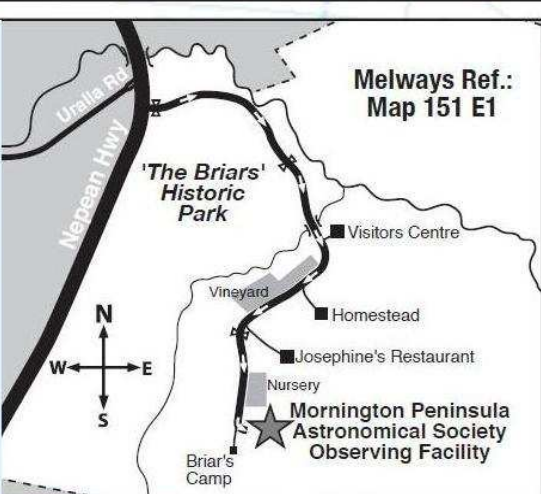 Melways Ref.:
Map 151 E1
Uralla Rd
Nepean Hwy
'The Briars'
Historic
Park
Visitors Centre
Vineyard
Homestead
N
W E
S
Josephine's Restaurant
Nursery
Mornington Peninsula
Astronomical Society
Observing Facility
Briar's
Camp